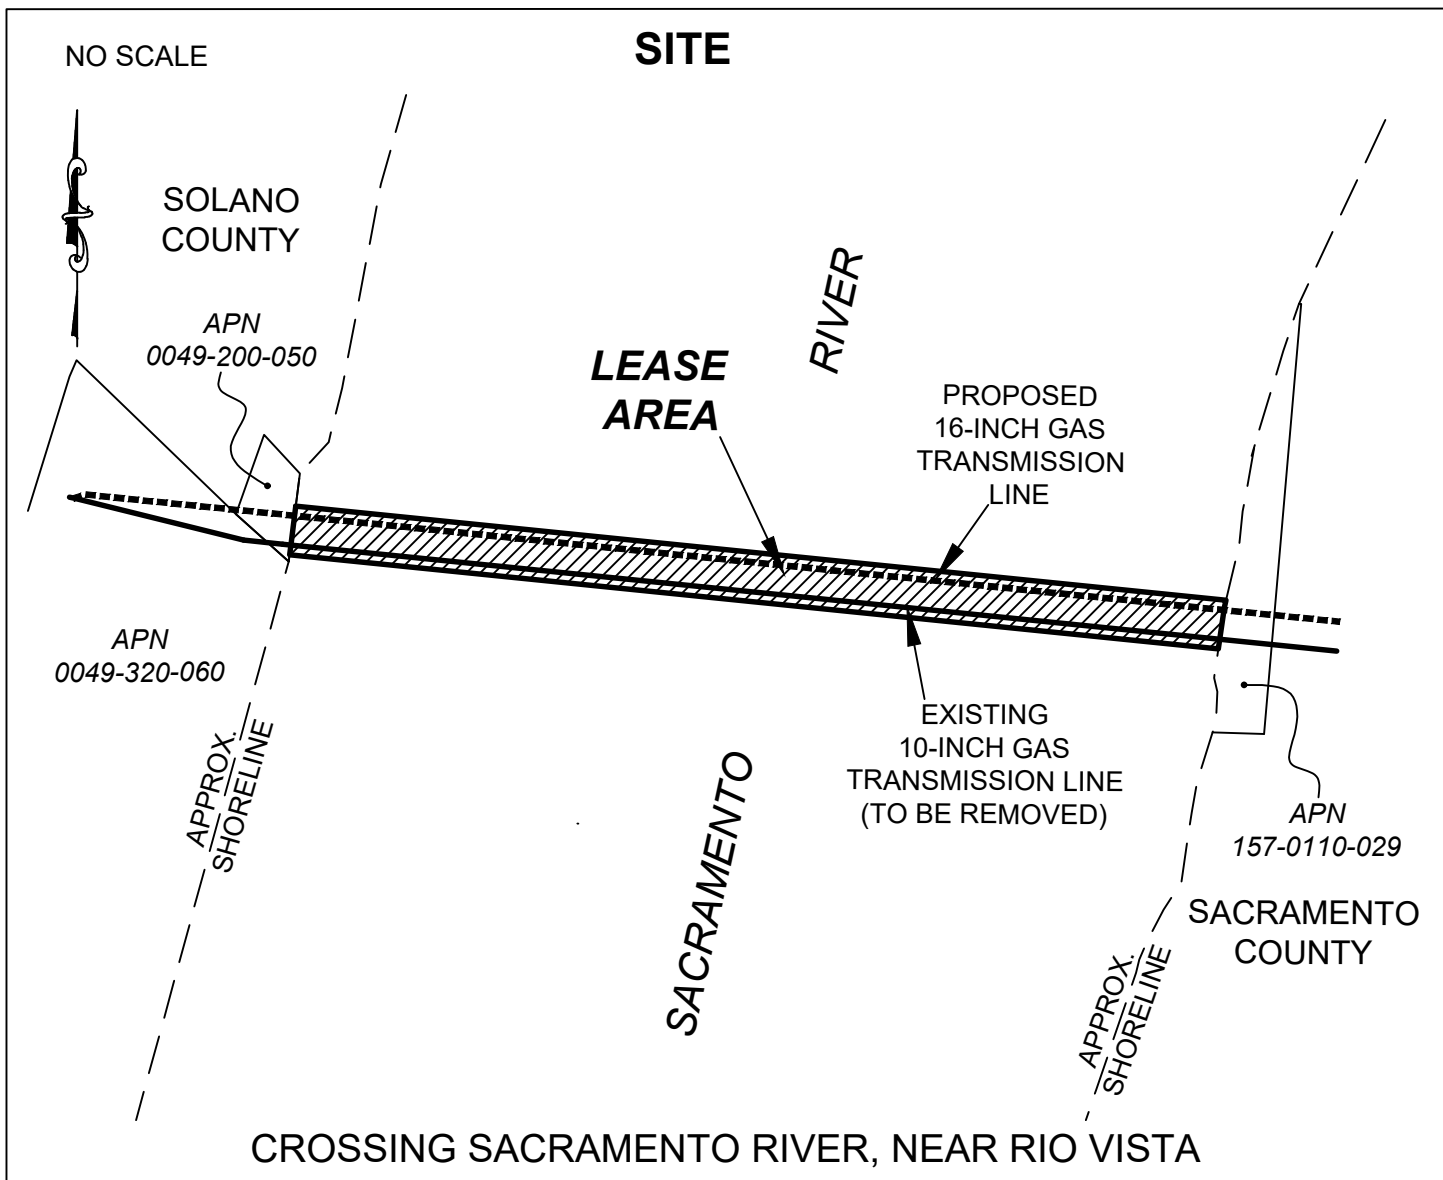 NO SCALE
SITE
SOLANO
COUNTY
APN
0049-200-050
RIVER
LEASE
AREA
PROPOSED
16-INCH GAS
TRANSMISSION
LINE
APN
0049-320-060
EXISTING
10-INCH GAS
TRANSMISSION LINE
(TO BE REMOVED)
APPROX.
SHORELINE
SACRAMENTO
APN
157-0110-029
SACRAMENTO
COUNTY
APPROX.
SHORELINE
CROSSING SACRAMENTO RIVER, NEAR RIO VISTA